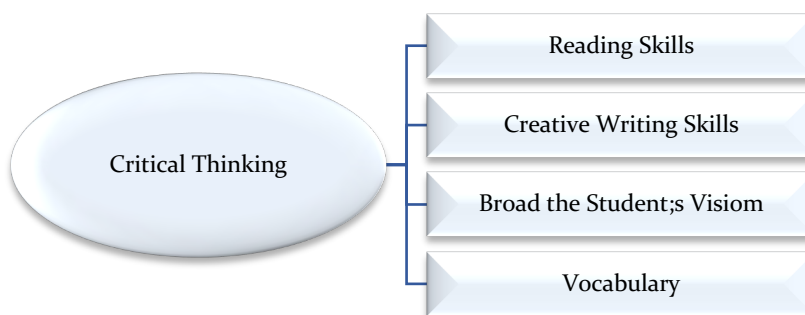 Critical Thinking
Reading Skills
Creative Writing Skills
Broad the Student;s Visiom
Vocabulary